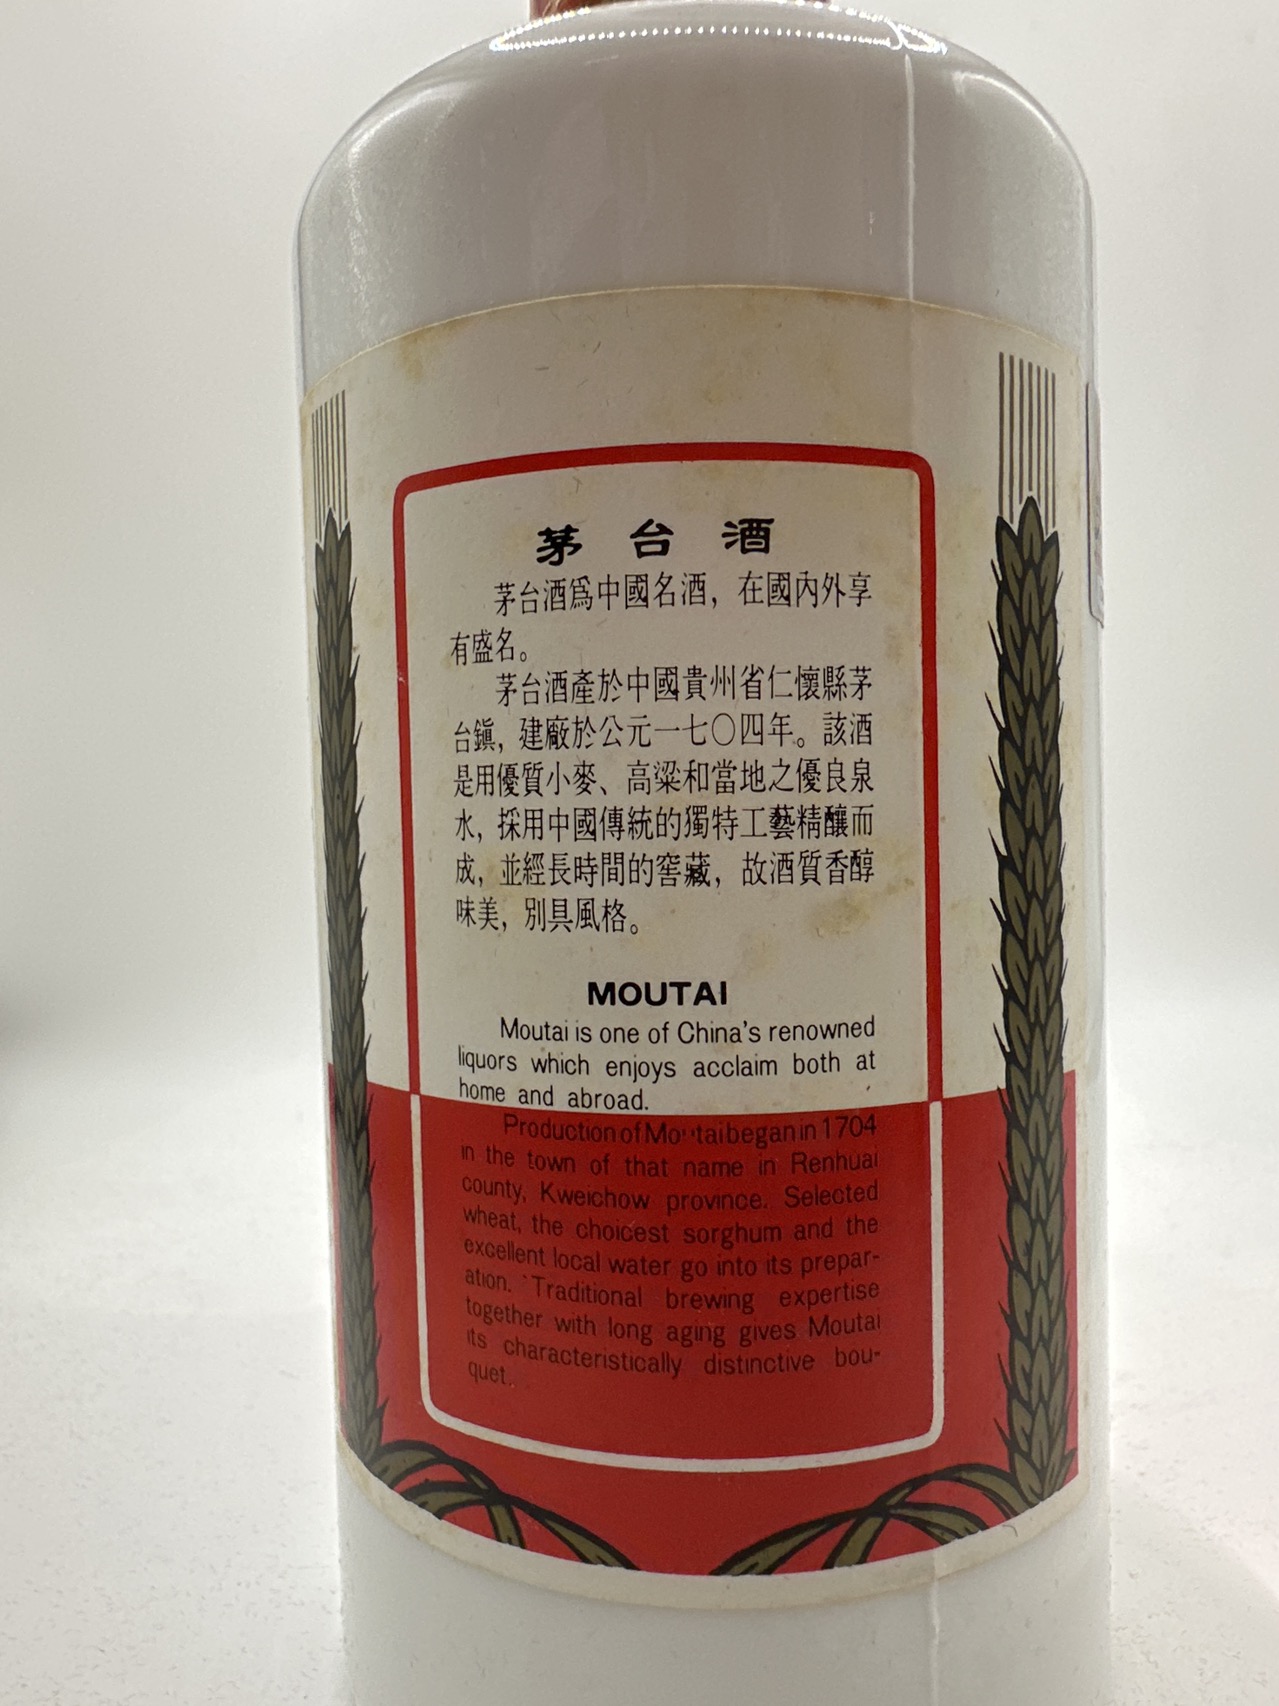 茅台酒
茅台酒爲中國名酒，在國內外享
有盛名。
茅台酒產於中國貴州省仁懷縣茅
台鎭，建廠於公元一七〇四年。該酒
是用優質小麥、高粱和當地之優良泉
水，採用中國傳統的獨特工藝精釀而
成，並經長時間的窖藏，故酒質香醇
味美，別具風格。
MOUTAI
Moutai is one of China's renowned
liquors which enjoys acclaim both at
home and abroad.
Production of Moutai began in 1704
in the town of that name in Renhuai
county, Kweichow province. Selected
wheat, the choicest sorghum and the
excellent local water go into its prepar-
ation. Traditional brewing expertise
together with long aging gives Moutai
its characteristically distinctive bou-
quet.